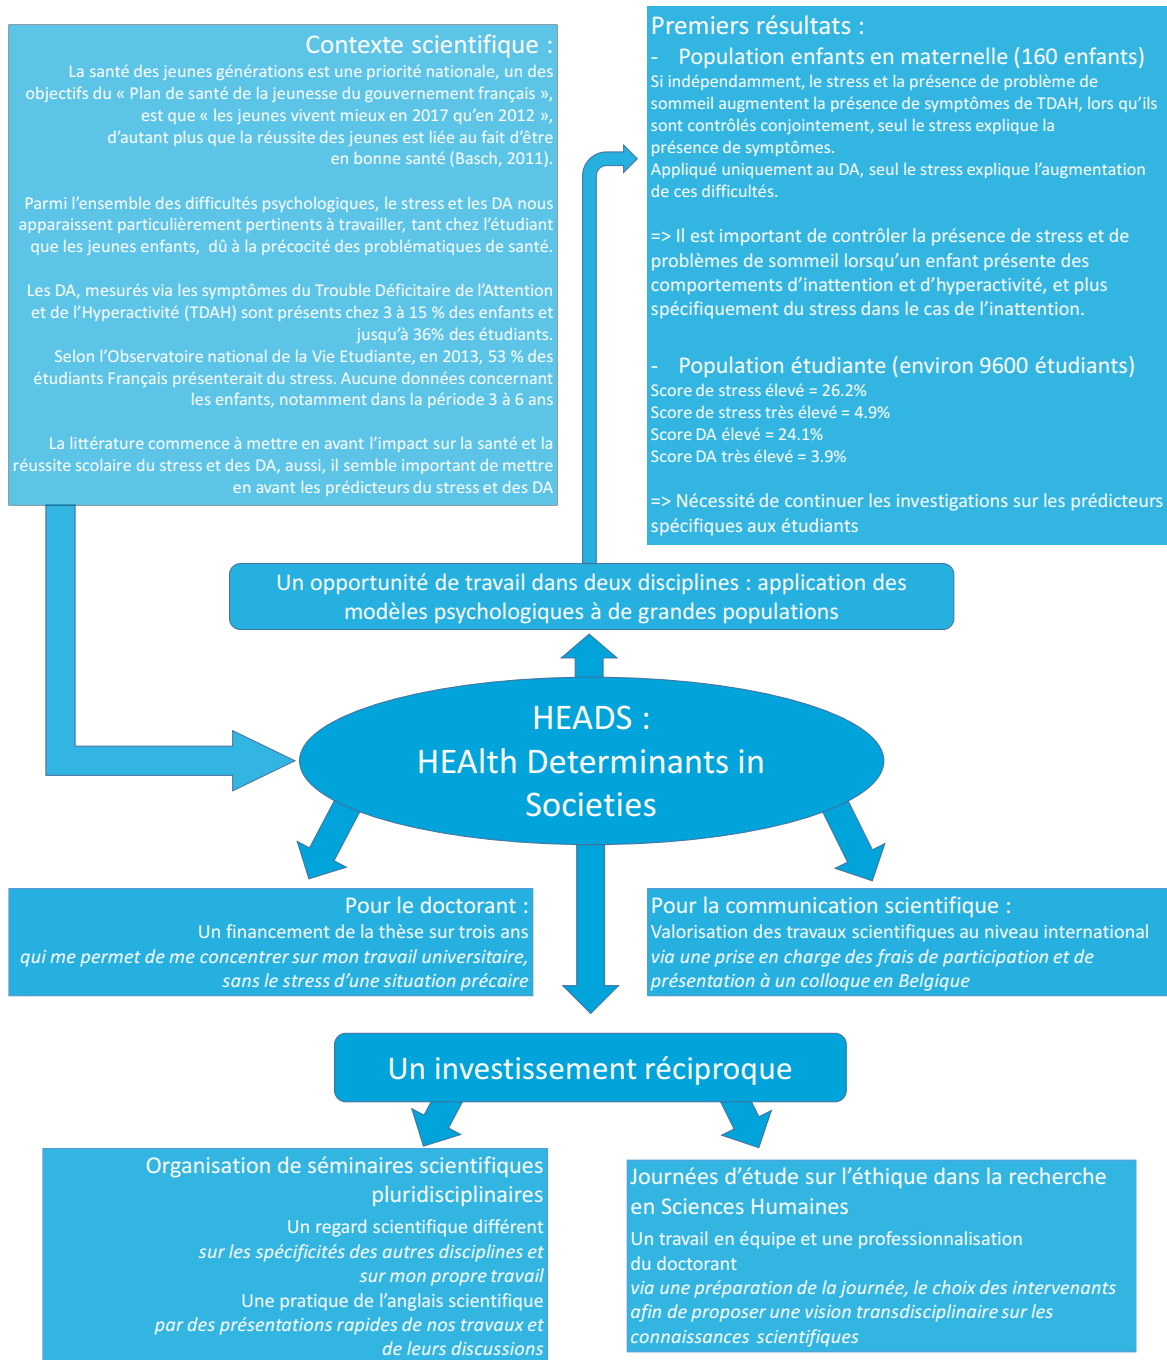 Contexte scientifique :
La santé des jeunes générations est une priorité nationale, un des
objectifs du « Plan de santé de la jeunesse du gouvernement français »,
est que « les jeunes vivent mieux en 2017 qu’en 2012 »,
d’autant plus que la réussite des jeunes est liée au fait d’être
en bonne santé (Basch, 2011).
Parmi l’ensemble des difficultés psychologiques, le stress et les DA nous
apparaissent particulièrement pertinents à travailler, tant chez l’étudiant
que les jeunes enfants, dû à la précocité des problématiques de santé.
Les DA, mesurés via les symptômes du Trouble Déficitaire de l’Attention
et de l’Hyperactivité (TDAH) sont présents chez 3 à 15 % des enfants et
jusqu’à 36% des étudiants.
Selon l’Observatoire national de la Vie Etudiante, en 2013, 53 % des
étudiants Français présenterait du stress. Aucune données concernant
les enfants, notamment dans la période 3 à 6 ans
La littérature commence à mettre en avant l’impact sur la santé et la
réussite scolaire du stress et des DA, aussi, il semble important de mettre
en avant les prédicteurs du stress et des DA
Premiers résultats :
- Population enfants en maternelle (160 enfants)
Si indépendamment, le stress et la présence de problème de
sommeil augmentent la présence de symptômes de TDAH, lors qu’ils
sont contrôlés conjointement, seul le stress explique la
présence de symptômes.
Appliqué uniquement au DA, seul le stress explique l’augmentation
de ces difficultés.
=> Il est important de contrôler la présence de stress et de
problèmes de sommeil lorsqu’un enfant présente des
comportements d’inattention et d’hyperactivité, et plus
spécifiquement du stress dans le cas de l’inattention.
- Population étudiante (environ 9600 étudiants)
Score de stress élevé = 26.2%
Score de stress très élevé = 4.9%
Score DA élevé = 24.1%
Score DA très élevé = 3.9%
=> Nécessité de continuer les investigations sur les prédicteurs
spécifiques aux étudiants
Un opportunité de travail dans deux disciplines : application des
modèles psychologiques à de grandes populations
HEADS :
HEAlth Determinants in
Societies
Pour le doctorant :
Un financement de la thèse sur trois ans
qui me permet de me concentrer sur mon travail universitaire,
sans le stress d’une situation précaire
Pour la communication scientifique :
Valorisation des travaux scientifiques au niveau international
via une prise en charge des frais de participation et de
présentation à un colloque en Belgique
Un investissement réciproque
Organisation de séminaires scientifiques
pluridisciplinaires
Un regard scientifique différent
sur les spécificités des autres disciplines et
sur mon propre travail
Une pratique de l’anglais scientifique
par des présentations rapides de nos travaux et
de leurs discussions
Journées d’étude sur l’éthique dans la recherche
en Sciences Humaines
Un travail en équipe et une professionnalisation
du doctorant
via une préparation de la journée, le choix des intervenants
afin de proposer une vision transdisciplinaire sur les
connaissances scientifiques